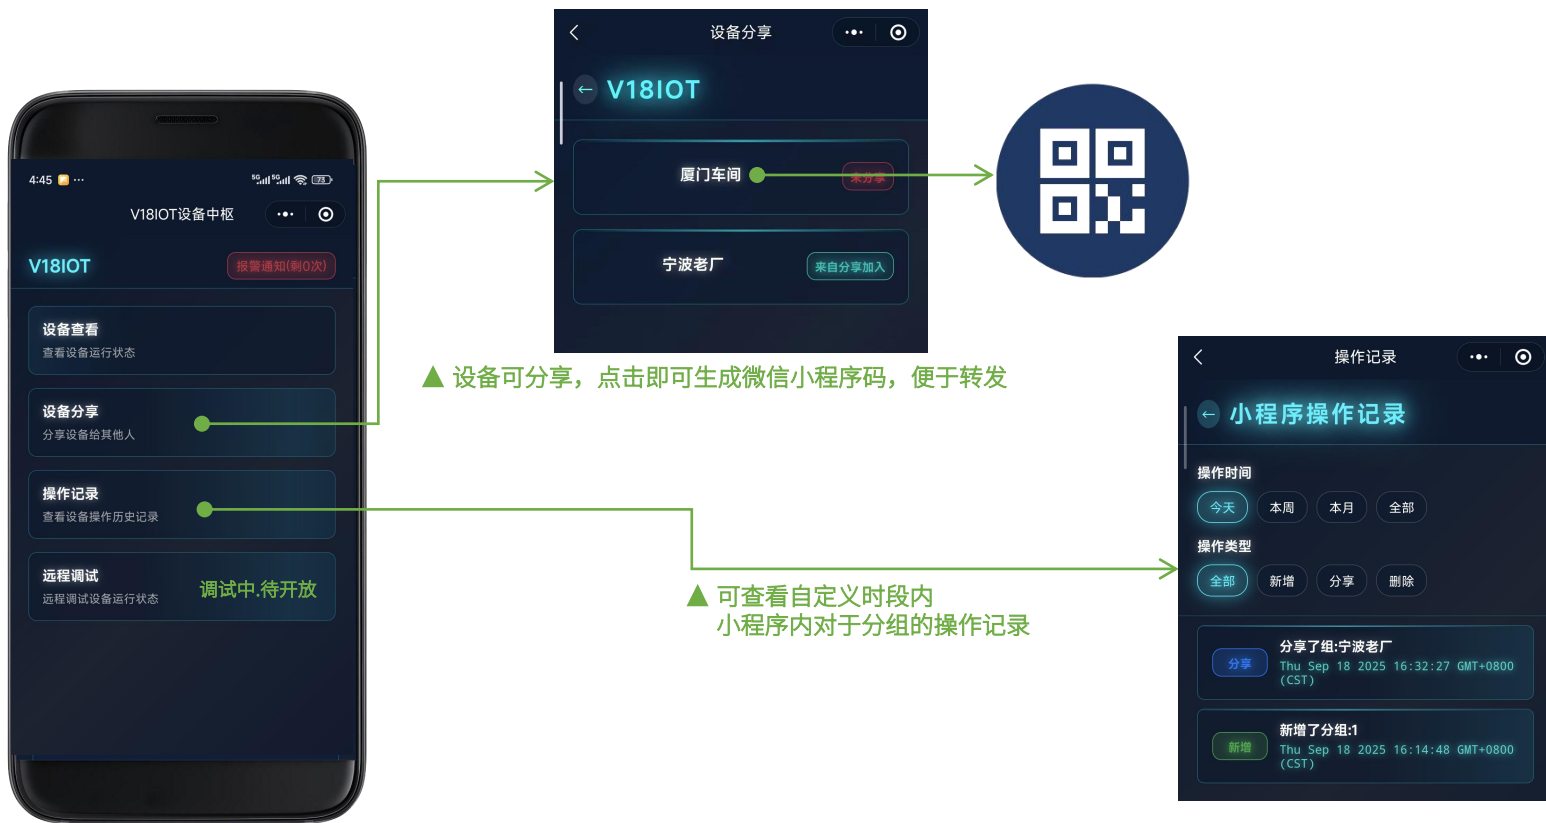 4:45
5G 5G 73
V18IOT设备中枢
V18IOT
报警通知(剩0次)
设备查看
查看设备运行状态
设备分享
分享设备给其他人
操作记录
查看设备操作历史记录
远程调试
远程调试设备运行状态
调试中.待开放
设备分享
← V18IOT
厦门车间
未分享
宁波老厂
来自分享加入
▲ 设备可分享，点击即可生成微信小程序码，便于转发
▲ 可查看自定义时段内
小程序内对于分组的操作记录
操作记录
← 小程序操作记录
操作时间
今天 本周 本月 全部
操作类型
全部 新增 分享 删除
分享
分享了组:宁波老厂
Thu Sep 18 2025 16:32:27 GMT+0800
(CST)
新增
新增了分组:1
Thu Sep 18 2025 16:14:48 GMT+0800
(CST)